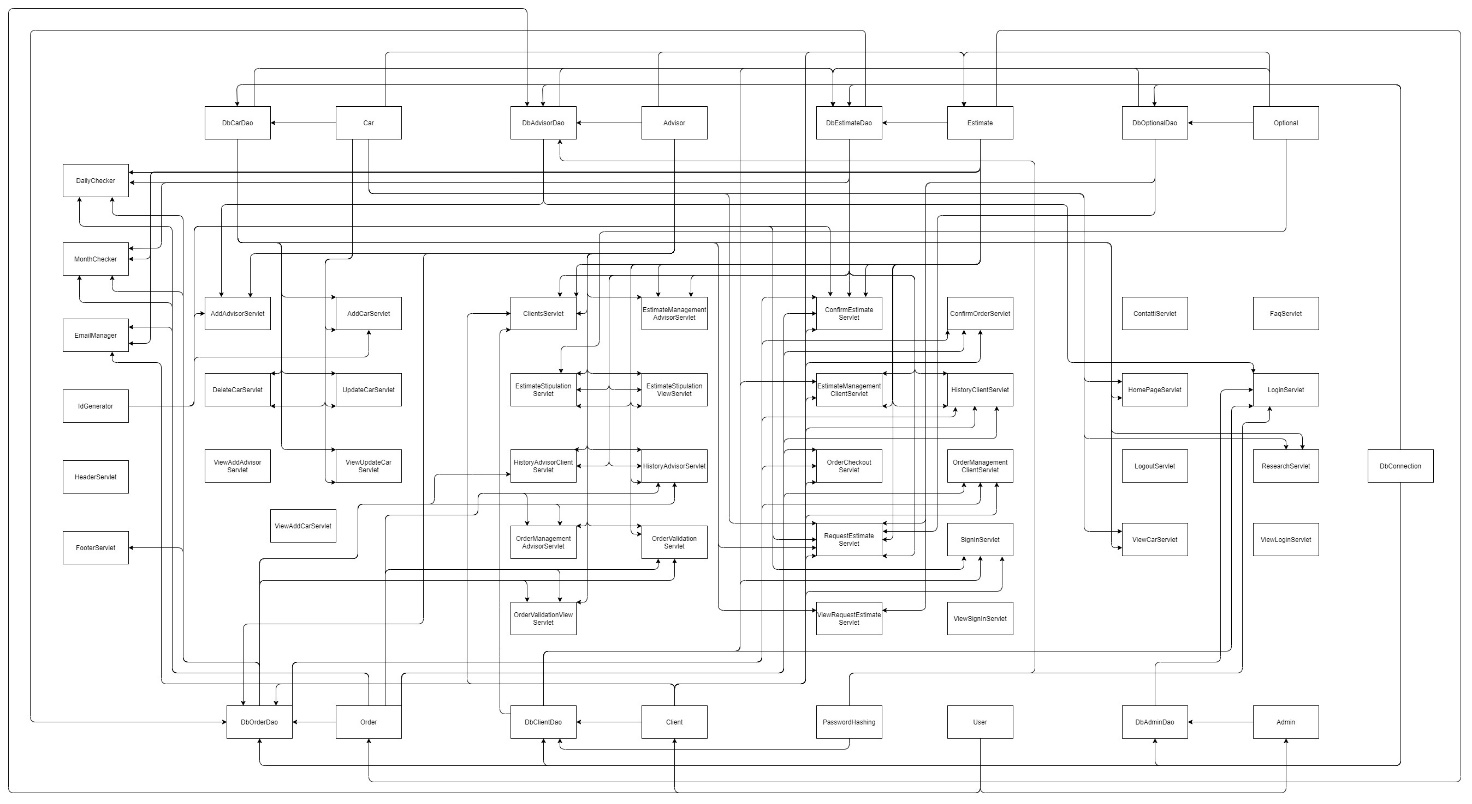 DbCarDao
Car
DbAdvisorDao
Advisor
DbEstimateDao
Estimate
DbOptionalDao
Optional
DailyChecker
MonthChecker
AddAdvisorServlet
AddCarServlet
ClientsServlet
EstimateManagement
AdvisorServlet
ConfirmEstimate
Servlet
ConfirmOrderServlet
ContattiServlet
FaqServlet
EmailManager
DeleteCarServlet
UpdateCarServlet
EstimateStipulation
Servlet
EstimateStipulation
ViewServlet
EstimateManagement
ClientServlet
HistoryClientServlet
HomePageServlet
LoginServlet
IdGenerator
ViewAddAdvisor
Servlet
ViewUpdateCar
Servlet
HistoryAdvisorClient
Servlet
HistoryAdvisorServlet
OrderCheckout
Servlet
OrderManagement
ClientServlet
LogoutServlet
ResearchServlet
DbConnection
HeaderServlet
ViewAddCarServlet
OrderManagement
AdvisorServlet
OrderValidation
Servlet
RequestEstimate
Servlet
SignInServlet
ViewCarServlet
ViewLoginServlet
FooterServlet
OrderValidationView
Servlet
ViewRequestEstimate
Servlet
ViewSignInServlet
DbOrderDao
Order
DbClientDao
Client
PasswordHashing
User
DbAdminDao
Admin